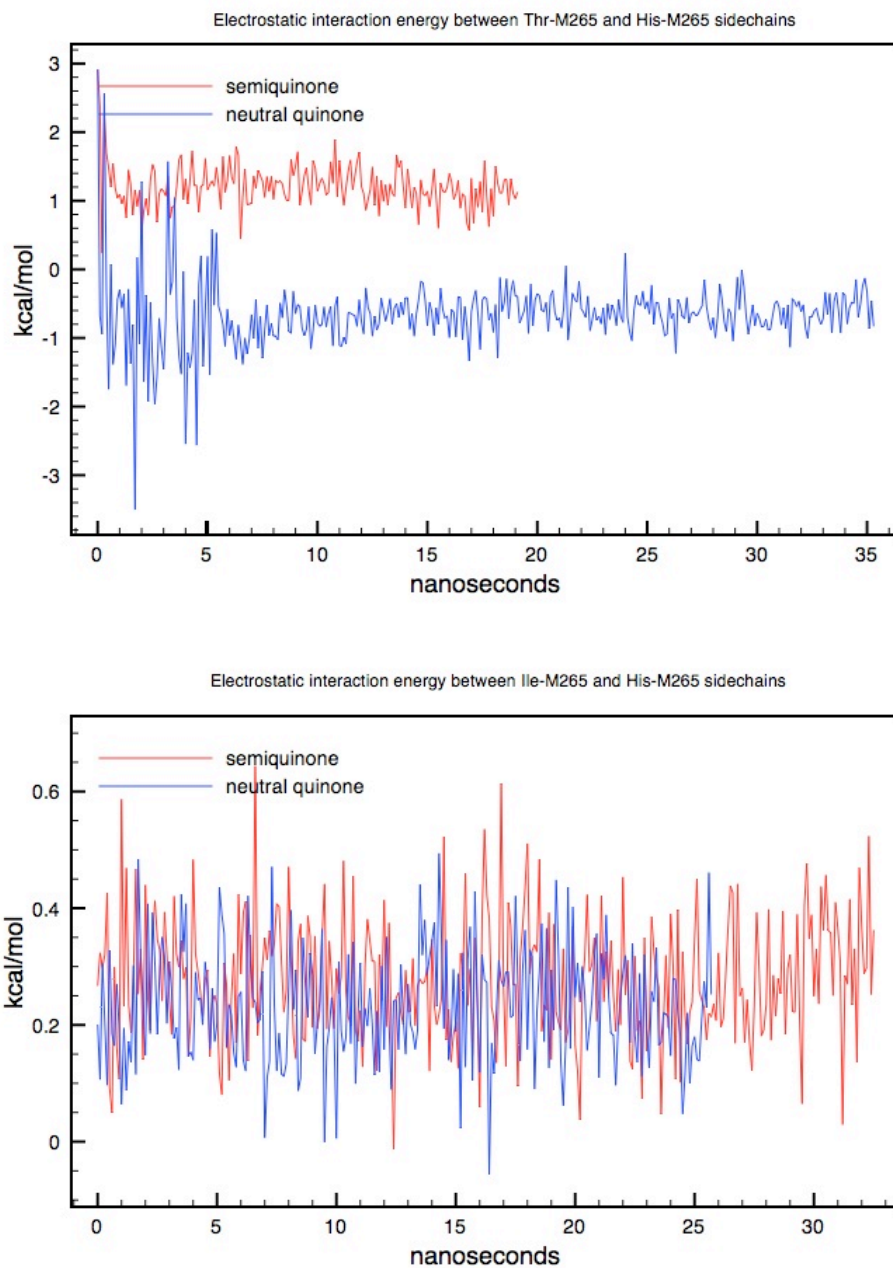 Electrostatic interaction energy between Thr-M265 and His-M265 sidechains
3
semiquinone
neutral quinone
2
1
0
-1
-2
-3
kcal/mol
0 5 10 15 20 25 30 35
nanoseconds
Electrostatic interaction energy between Ile-M265 and His-M265 sidechains
semiquinone
neutral quinone
0.6
0.4
0.2
0
kcal/mol
0 5 10 15 20 25 30
nanoseconds